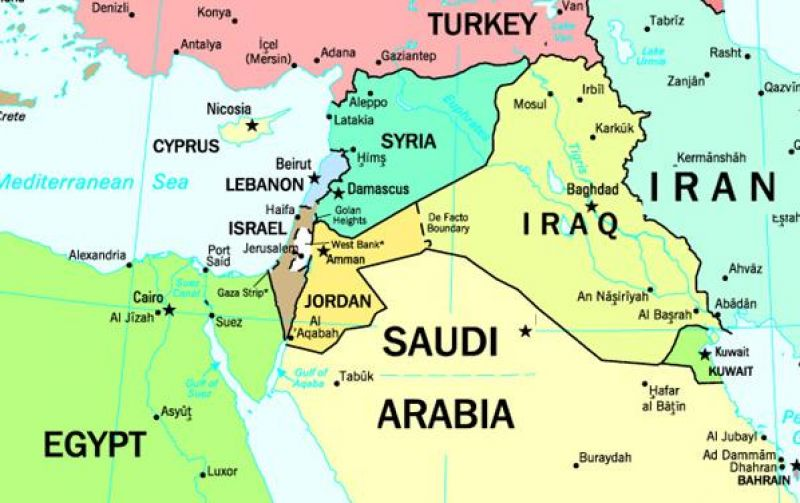 Denizli
Konya
Antalya
İçel
(Mersin)
Adana
Gaziantep
TURKEY
Van
Lake
Van
Tabrīz
Lake
Urmia
Rasht
Zanjān
Qazvīn
Crete
Nicosia
CYPRUS
Aleppo
Latakia
SYRIA
Euphrates
Mosul
Irbīl
Karkūk
Tigris
Kermānshāh
IRAN
Mediterranean Sea
Beirut
LEBANON
Ḩimş
Damascus
Baghdad
IRAQ
Haifa
Golan
Heights
De Facto
Boundary
ISRAEL
Jerusalem
West Bank*
Amman
Alexandria
Port
Said
Suez
Canal
Gaza Strip*
JORDAN
Ahvāz
An Nāşirīyah
Al Başrah
Abādān
Cairo
Al Jīzah
Suez
Al
'Aqabah
SAUDI
ARABIA
Kuwait
KUWAIT
Gulf of
Suez
Gulf of
Aqaba
Tabūk
Ḩafar
al Bāţin
Asyūţ
EGYPT
Luxor
Buraydah
Al Jubayl
Ad Dammām
Dhahran
BAHRAIN